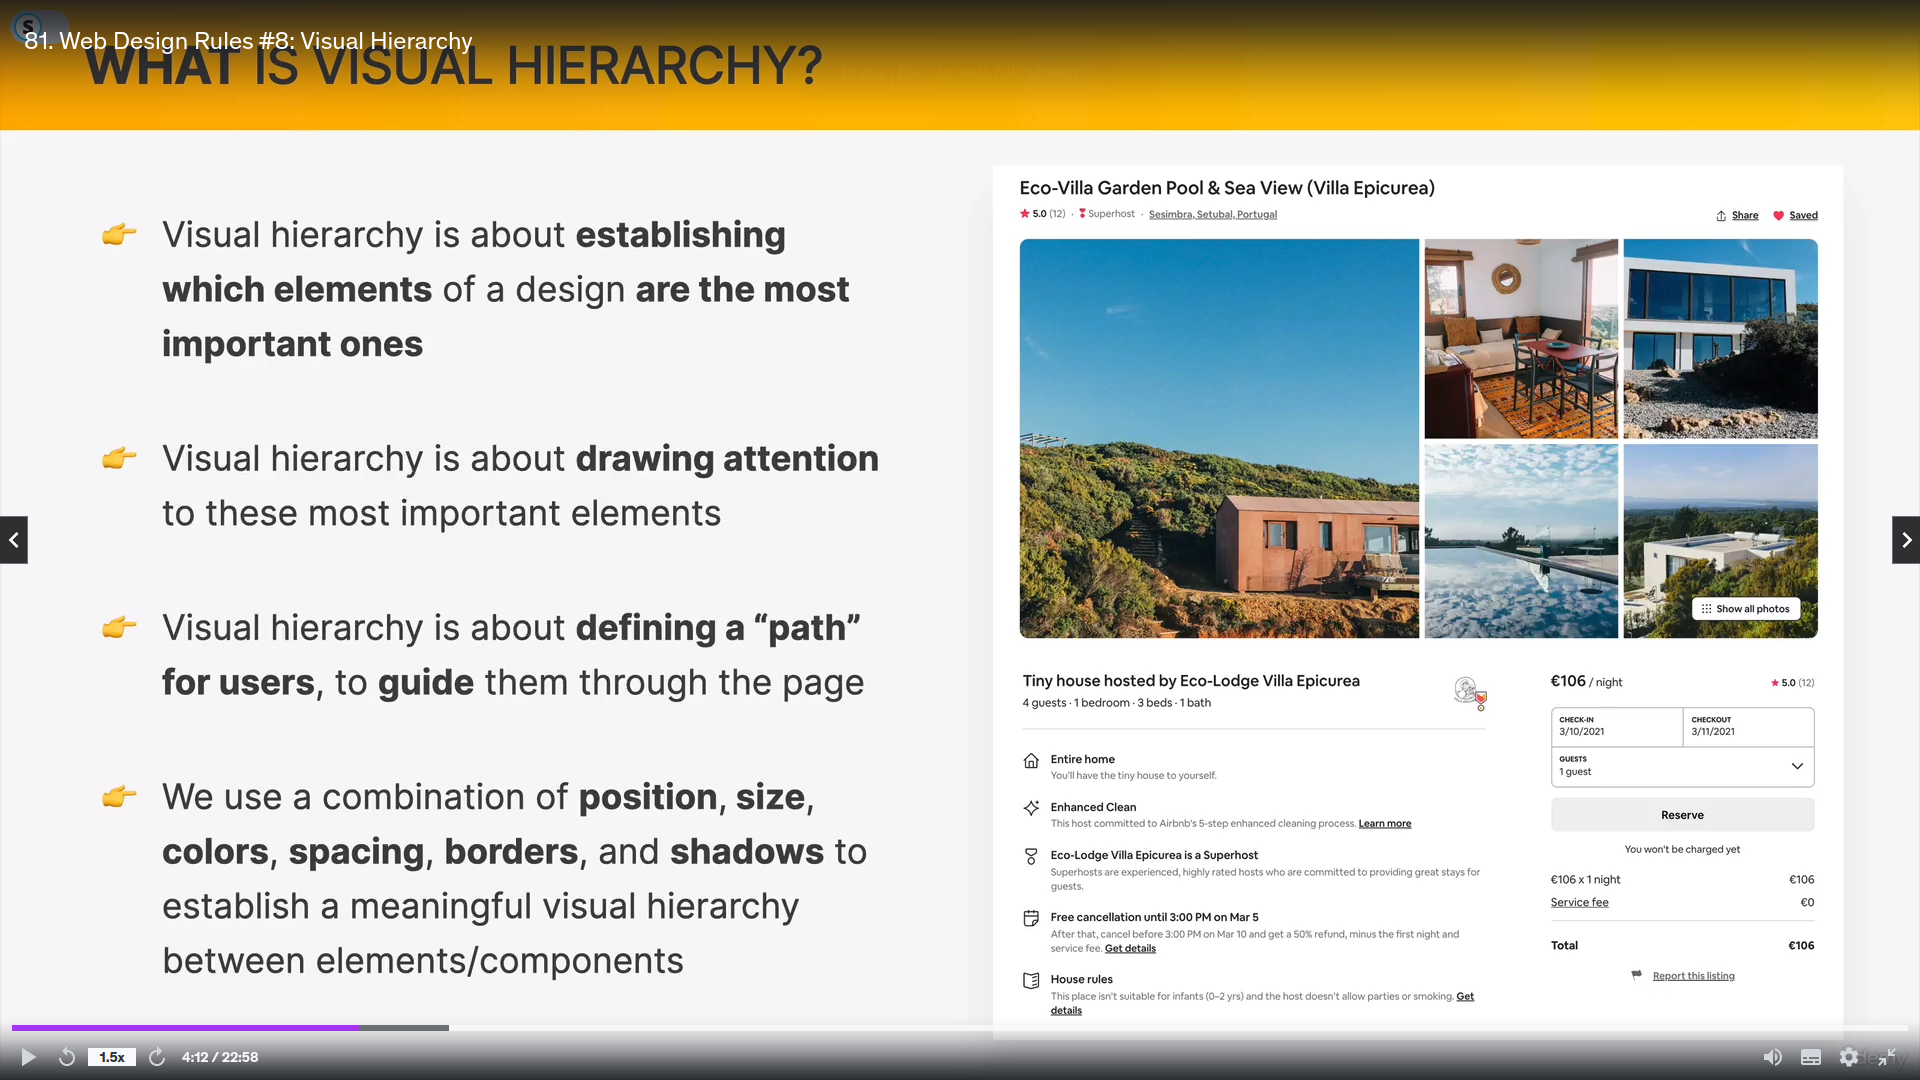 S
81. Web Design Rules #8: Visual Hierarchy
WHAT IS VISUAL HIERARCHY?
👉 Visual hierarchy is about establishing
which elements of a design are the most
important ones
👉 Visual hierarchy is about drawing attention
to these most important elements
👉 Visual hierarchy is about defining a “path”
for users, to guide them through the page
👉 We use a combination of position, size,
colors, spacing, borders, and shadows to
establish a meaningful visual hierarchy
between elements/components
Eco-Villa Garden Pool & Sea View (Villa Epicurea)
5.0 (12) · Superhost · Sesimbra, Setubal, Portugal
Share Saved
Show all photos
Tiny house hosted by Eco-Lodge Villa Epicurea
4 guests · 1 bedroom · 3 beds · 1 bath
Entire home
You'll have the tiny house to yourself.
Enhanced Clean
This host committed to Airbnb's 5-step enhanced cleaning process. Learn more
Eco-Lodge Villa Epicurea is a Superhost
Superhosts are experienced, highly rated hosts who are committed to providing great stays for
guests.
Free cancellation until 3:00 PM on Mar 5
After that, cancel before 3:00 PM on Mar 10 and get a 50% refund, minus the first night and
service fee. Get details
House rules
This place isn't suitable for infants (0–2 yrs) and the host doesn't allow parties or smoking. Get
details
€106 / night 5.0 (12)
CHECK-IN CHECKOUT
3/10/2021 3/11/2021
GUESTS
1 guest
Reserve
You won't be charged yet
€106 x 1 night €106
Service fee €0
Total €106
Report this listing
1.5x 4:12 / 22:58